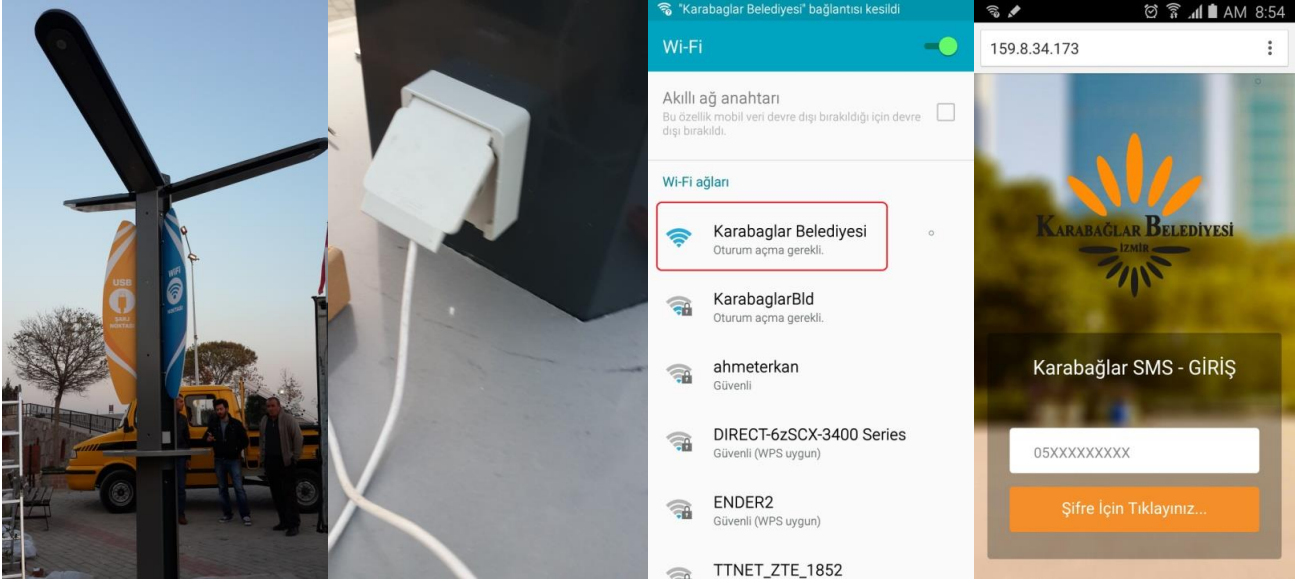 USB
ŞARJ
NOKTASI
WIFI
NOKTASI
"Karabaglar Belediyesi" bağlantısı kesildi
Wi-Fi
Akıllı ağ anahtarı
Bu özellik mobil veri devre dışı bırakıldığı için devre
dışı bırakıldı.
Wi-Fi ağları
Karabaglar Belediyesi
Oturum açma gerekli.
KarabaglarBld
Oturum açma gerekli.
ahmeterkan
Güvenli
DIRECT-6zSCX-3400 Series
Güvenli (WPS uygun)
ENDER2
Güvenli (WPS uygun)
TTNET_ZTE_1852
AM 8:54
159.8.34.173
KARABAĞLAR BELEDİYESİ
İZMİR
Karabağlar SMS - GİRİŞ
05XXXXXXXXX
Şifre İçin Tıklayınız...